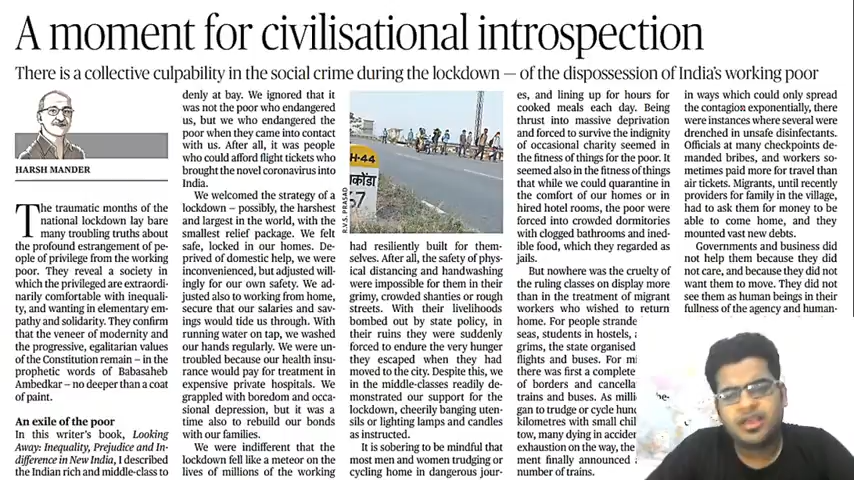 A moment for civilisational introspection
There is a collective culpability in the social crime during the lockdown — of the dispossession of India's working poor
HARSH MANDER
The traumatic months of the
national lockdown lay bare
many troubling truths about
the profound estrangement of pe-
ople of privilege from the working
poor. They reveal a society in
which the privileged are extraordi-
narily comfortable with inequali-
ty, and wanting in elementary em-
pathy and solidarity. They confirm
that the veneer of modernity and
the progressive, egalitarian values
of the Constitution remain – in the
prophetic words of Babasaheb
Ambedkar – no deeper than a coat
of paint.
An exile of the poor
In this writer's book, Looking
Away: Inequality, Prejudice and In-
difference in New India, I described
the Indian rich and middle-class to
denly at bay. We ignored that it
was not the poor who endangered
us, but we who endangered the
poor when they came into contact
with us. After all, it was people
who could afford flight tickets who
brought the novel coronavirus into
India.
We welcomed the strategy of a
lockdown – possibly, the harshest
and largest in the world, with the
smallest relief package. We felt
safe, locked in our homes. De-
prived of domestic help, we were
inconvenienced, but adjusted will-
ingly for our own safety. We ad-
justed also to working from home,
secure that our salaries and sav-
ings would tide us through. With
running water on tap, we washed
our hands regularly. We were un-
troubled because our health insu-
rance would pay for treatment in
expensive private hospitals. We
grappled with boredom and occa-
sional depression, but it was a
time also to rebuild our bonds
with our families.
We were indifferent that the
lockdown fell like a meteor on the
lives of millions of the working
H-44
कोंडा
57
R.V.S. PRASAD
had resiliently built for them-
selves. After all, the safety of phys-
ical distancing and handwashing
were impossible for them in their
grimy, crowded shanties or rough
streets. With their livelihoods
bombed out by state policy, in
their ruins they were suddenly
forced to endure the very hunger
they escaped when they had
moved to the city. Despite this, we
in the middle-classes readily de-
monstrated our support for the
lockdown, cheerily banging uten-
sils or lighting lamps and candles
as instructed.
It is sobering to be mindful that
most men and women trudging or
cycling home in dangerous jour-
es, and lining up for hours for
cooked meals each day. Being
thrust into massive deprivation
and forced to survive the indignity
of occasional charity seemed in
the fitness of things for the poor. It
seemed also in the fitness of things
that while we could quarantine in
the comfort of our homes or in
hired hotel rooms, the poor were
forced into crowded dormitories
with clogged bathrooms and ined-
ible food, which they regarded as
jails.
But nowhere was the cruelty of
the ruling classes on display more
than in the treatment of migrant
workers who wished to return
home. For people strande
seas, students in hostels,
grims, the state organised
flights and buses. For mi
there was first a complete
of borders and cancella
trains and buses. As milli
gan to trudge or cycle hund
kilometres with small chil
tow, many dying in acciden
exhaustion on the way, the
ment finally announced
number of trains.
in ways which could only spread
the contagion exponentially, there
were instances where several were
drenched in unsafe disinfectants.
Officials at many checkpoints de-
manded bribes, and workers so-
metimes paid more for travel than
air tickets. Migrants, until recently
providers for family in the village,
had to ask them for money to be
able to come home, and they
mounted vast new debts.
Governments and business did
not help them because they did
not care, and because they did not
want them to move. They did not
see them as human beings in their
fullness of the agency and human-